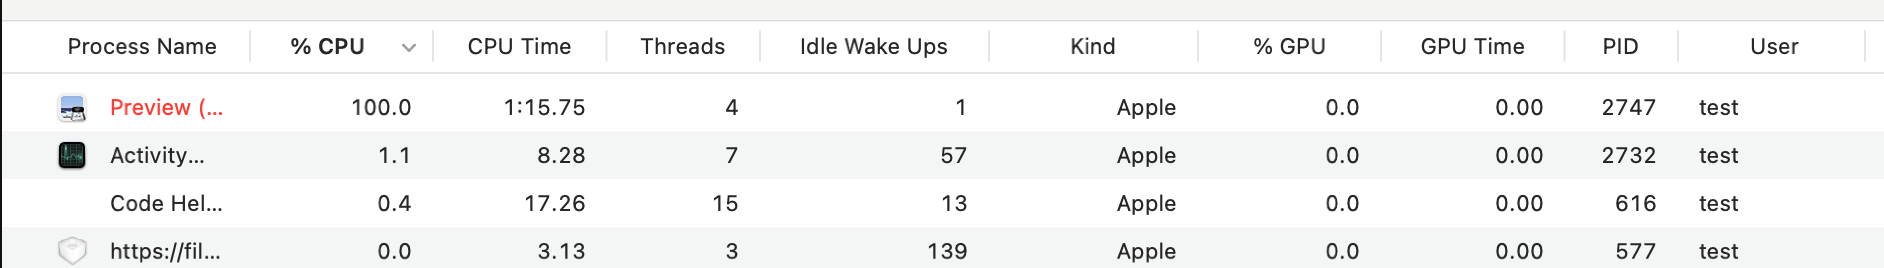 Process Name % CPU CPU Time Threads Idle Wake Ups Kind % GPU GPU Time PID User
Preview (... 100.0 1:15.75 4 1 Apple 0.0 0.00 2747 test
Activity... 1.1 8.28 7 57 Apple 0.0 0.00 2732 test
Code Hel... 0.4 17.26 15 13 Apple 0.0 0.00 616 test
https://fil... 0.0 3.13 3 139 Apple 0.0 0.00 577 test